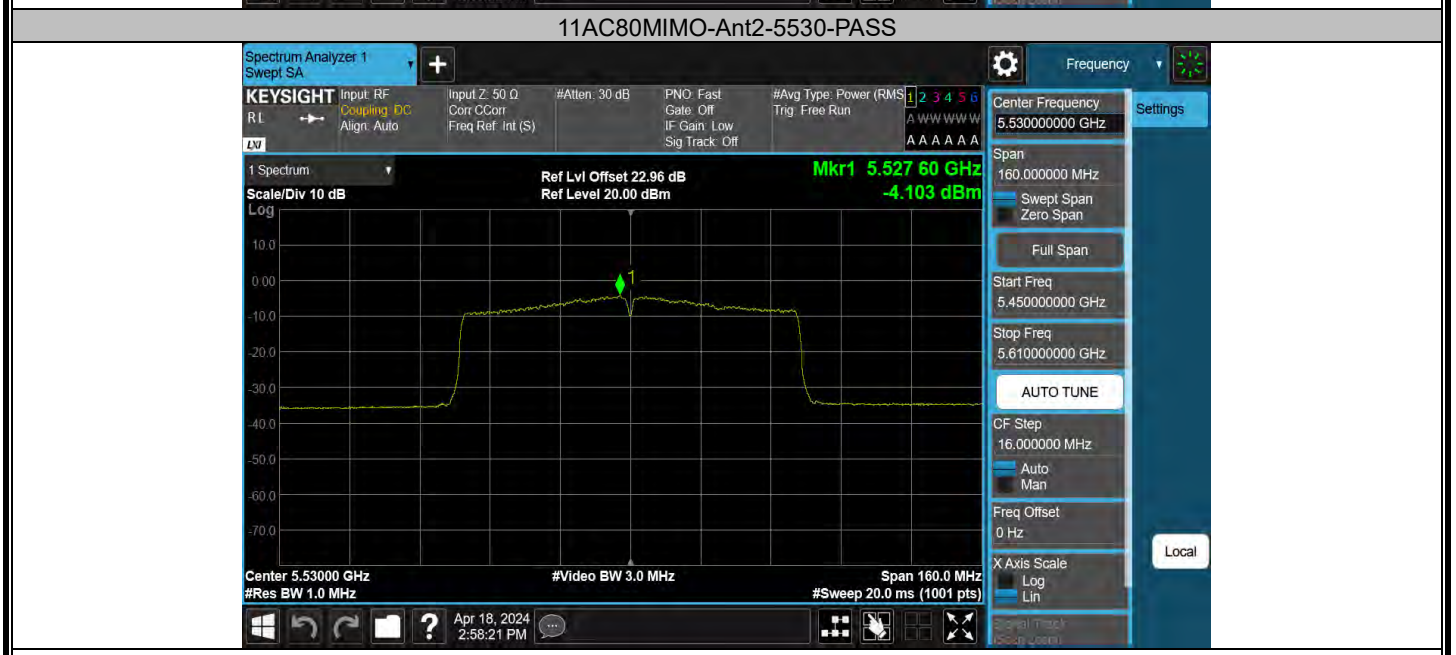 11AC80MIMO-Ant2-5530-PASS
Spectrum Analyzer 1
Swept SA
+
Frequency
KEYSIGHT
RL
LXI
Input: RF
Coupling: DC
Align: Auto
Input Z: 50 Ω
Corr CCorr
Freq Ref: Int (S)
#Atten: 30 dB
PNO: Fast
Gate: Off
IF Gain: Low
Sig Track: Off
#Avg Type: Power (RMS
Trig: Free Run
1 2 3 4 5 6
A W W W W W
A A A A A A
Center Frequency
5.530000000 GHz
Settings
1 Spectrum
Scale/Div 10 dB
Log
Ref Lvl Offset 22.96 dB
Ref Level 20.00 dBm
Mkr1 5.527 60 GHz
-4.103 dBm
Span
160.000000 MHz
Swept Span
Zero Span
Full Span
Start Freq
5.450000000 GHz
Stop Freq
5.610000000 GHz
AUTO TUNE
CF Step
16.000000 MHz
Auto
Man
Freq Offset
0 Hz
X Axis Scale
Log
Lin
Signal Track
Local
10.0
0.00
-10.0
-20.0
-30.0
-40.0
-50.0
-60.0
-70.0
1
Center 5.53000 GHz
#Res BW 1.0 MHz
#Video BW 3.0 MHz
Span 160.0 MHz
#Sweep 20.0 ms (1001 pts)
?
Apr 18, 2024
2:58:21 PM